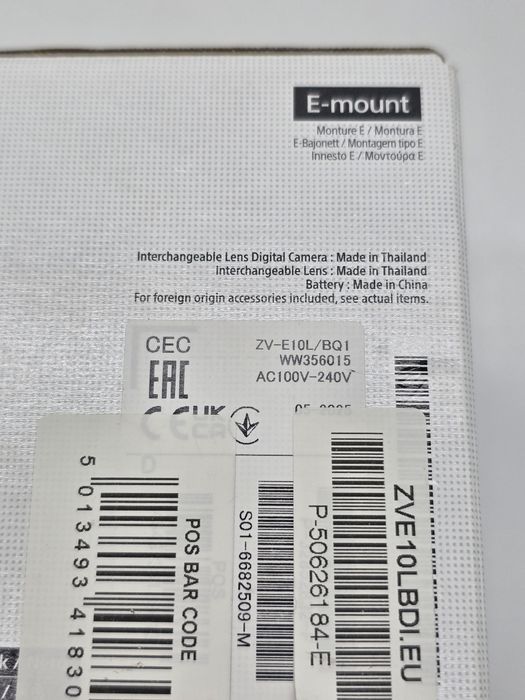 E-mount
Monture E / Montura E
E-Bajonett / Montagem tipo E
Innesto E / Μοντούρα E
Interchangeable Lens Digital Camera : Made in Thailand
Interchangeable Lens : Made in Thailand
Battery : Made in China
For foreign origin accessories included, see actual items.
CEC
EAC
ZV-E10L/BQ1
WW356015
AC100V-240V
5 013493 41830
POS BAR CODE
S01-6682509-M
P-50626184-E
ZVE10LBDI.EU